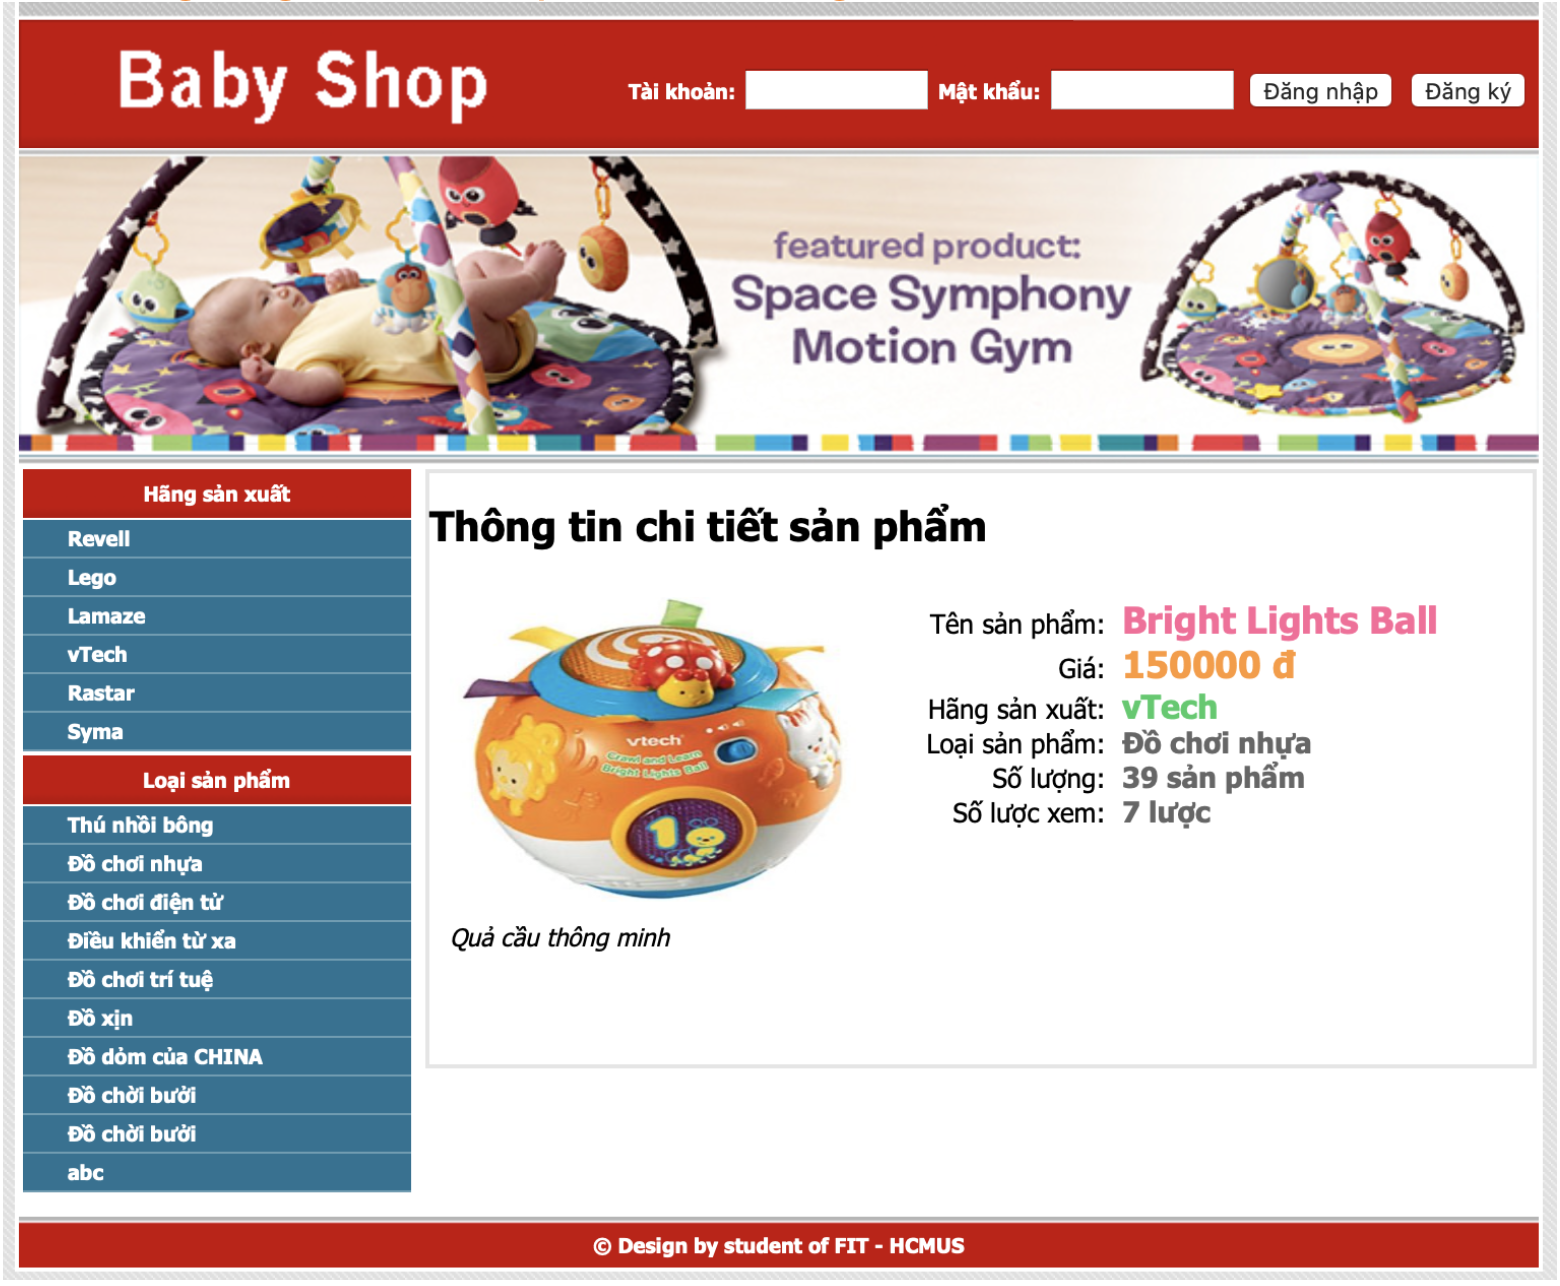 Baby Shop
Tài khoản: Mật khẩu: Đăng nhập Đăng ký
featured product:
Space Symphony
Motion Gym
Hãng sản xuất
Revell
Lego
Lamaze
vTech
Rastar
Syma
Loại sản phẩm
Thú nhồi bông
Đồ chơi nhựa
Đồ chơi điện tử
Điều khiển từ xa
Đồ chơi trí tuệ
Đồ xịn
Đồ dỏm của CHINA
Đồ chời bưởi
Đồ chời bưởi
abc
Thông tin chi tiết sản phẩm
vtech
Crawl and Learn
Bright Lights Ball
1
Tên sản phẩm: Bright Lights Ball
Giá: 150000 đ
Hãng sản xuất: vTech
Loại sản phẩm: Đồ chơi nhựa
Số lượng: 39 sản phẩm
Số lược xem: 7 lược
Quả cầu thông minh
© Design by student of FIT - HCMUS